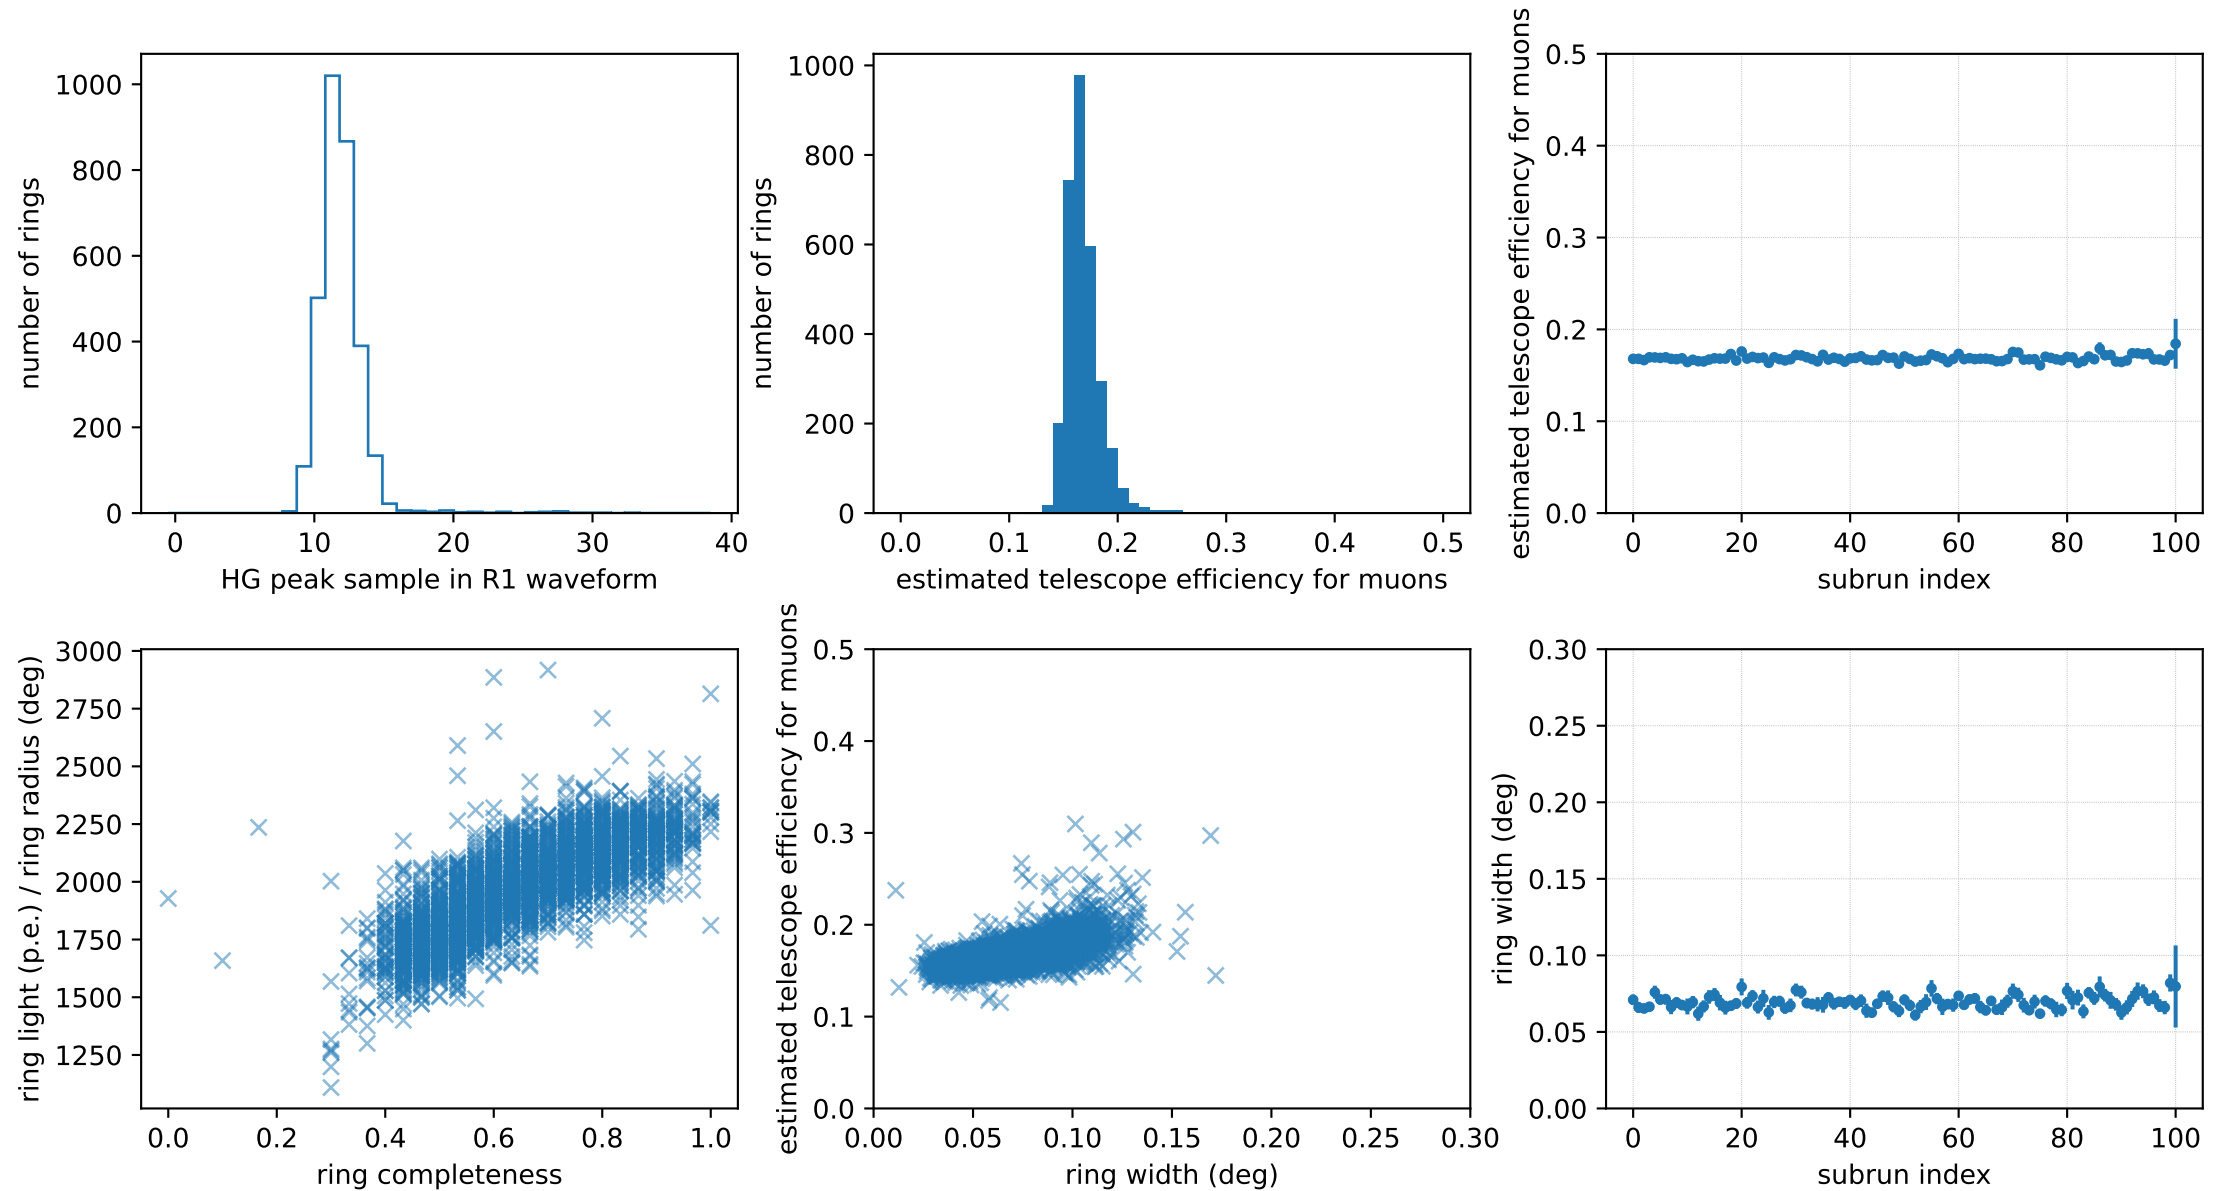 1000
800
600
400
200
0
number of rings
0 10 20 30 40
HG peak sample in R1 waveform
1000
800
600
400
200
0
number of rings
0.0 0.1 0.2 0.3 0.4 0.5
estimated telescope efficiency for muons
0.5
0.4
0.3
0.2
0.1
0.0
estimated telescope efficiency for muons
0 20 40 60 80 100
subrun index
3000
2750
2500
2250
2000
1750
1500
1250
ring light (p.e.) / ring radius (deg)
0.0 0.2 0.4 0.6 0.8 1.0
ring completeness
0.5
0.4
0.3
0.2
0.1
0.0
estimated telescope efficiency for muons
0.00 0.05 0.10 0.15 0.20 0.25 0.30
ring width (deg)
0.30
0.25
0.20
0.15
0.10
0.05
0.00
ring width (deg)
0 20 40 60 80 100
subrun index